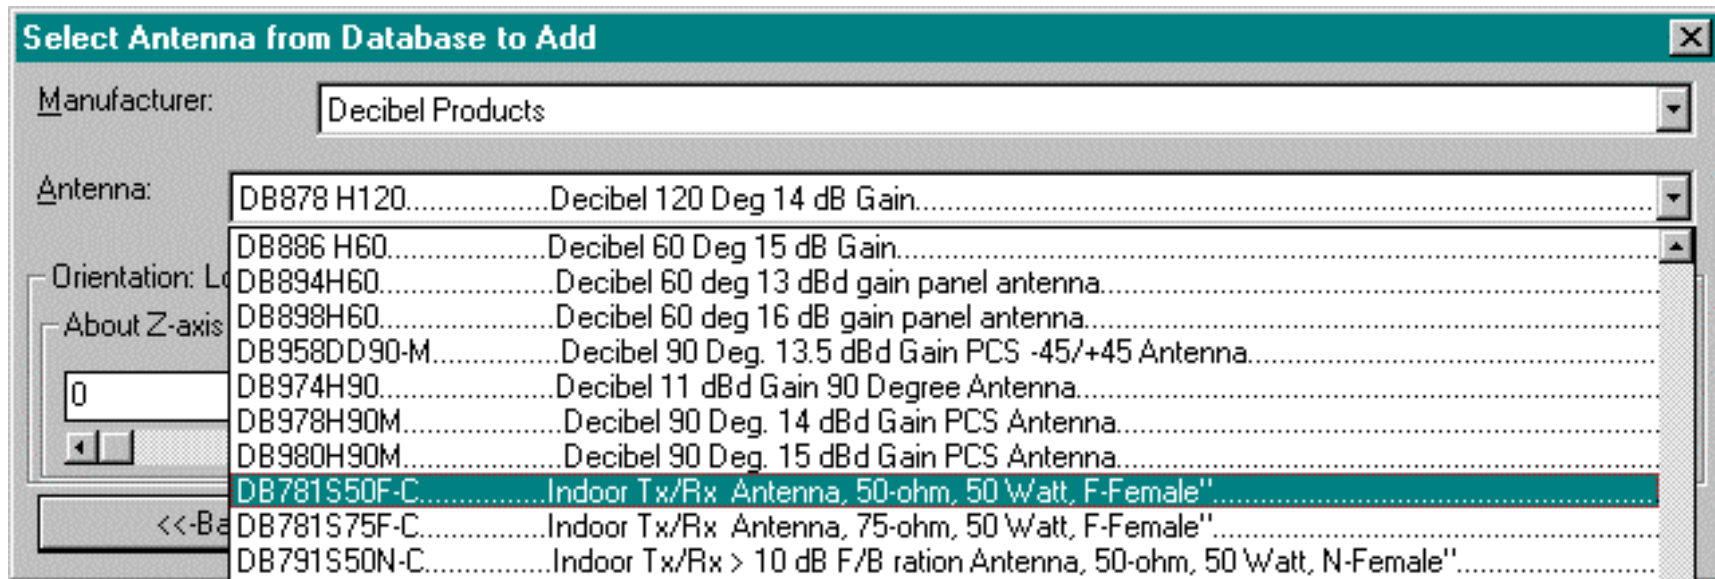 Select Antenna from Database to Add
Manufacturer:
Decibel Products
Antenna:
DB878 H120..................Decibel 120 Deg 14 dB Gain
DB886 H60....................Decibel 60 Deg 15 dB Gain
DB894H60......................Decibel 60 deg 13 dBd gain panel antenna
DB898H60......................Decibel 60 deg 16 dB gain panel antenna
DB958DD90-M................Decibel 90 Deg. 13.5 dBd Gain PCS -45/+45 Antenna
DB974H90......................Decibel 11 dBd Gain 90 Degree Antenna
DB978H90M....................Decibel 90 Deg. 14 dBd Gain PCS Antenna
DB980H90M....................Decibel 90 Deg. 15 dBd Gain PCS Antenna
DB781S50F-C................Indoor Tx/Rx  Antenna, 50-ohm, 50 Watt, F-Female"
DB781S75F-C................Indoor Tx/Rx  Antenna, 75-ohm, 50 Watt, F-Female"
DB791S50N-C................Indoor Tx/Rx > 10 dB F/B ration Antenna, 50-ohm, 50 Watt, N-Female"
Orientation:
About Z-axis
0
<<-Ba